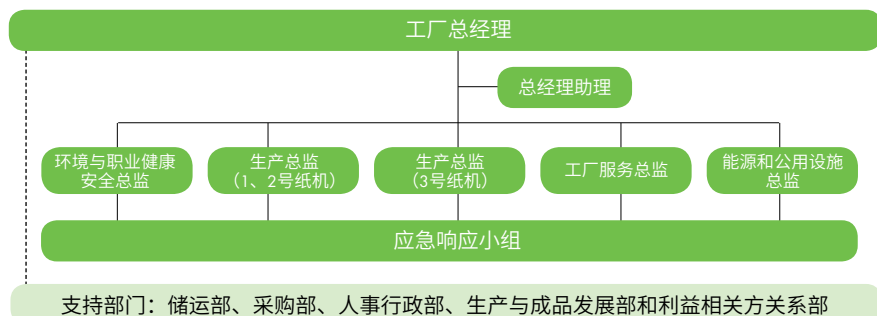 工厂总经理
总经理助理
环境与职业健康
安全总监
生产总监
（1、2号纸机）
生产总监
（3号纸机）
工厂服务总监
能源和公用设施
总监
应急响应小组
支持部门：储运部、采购部、人事行政部、生产与成品发展部和利益相关方关系部